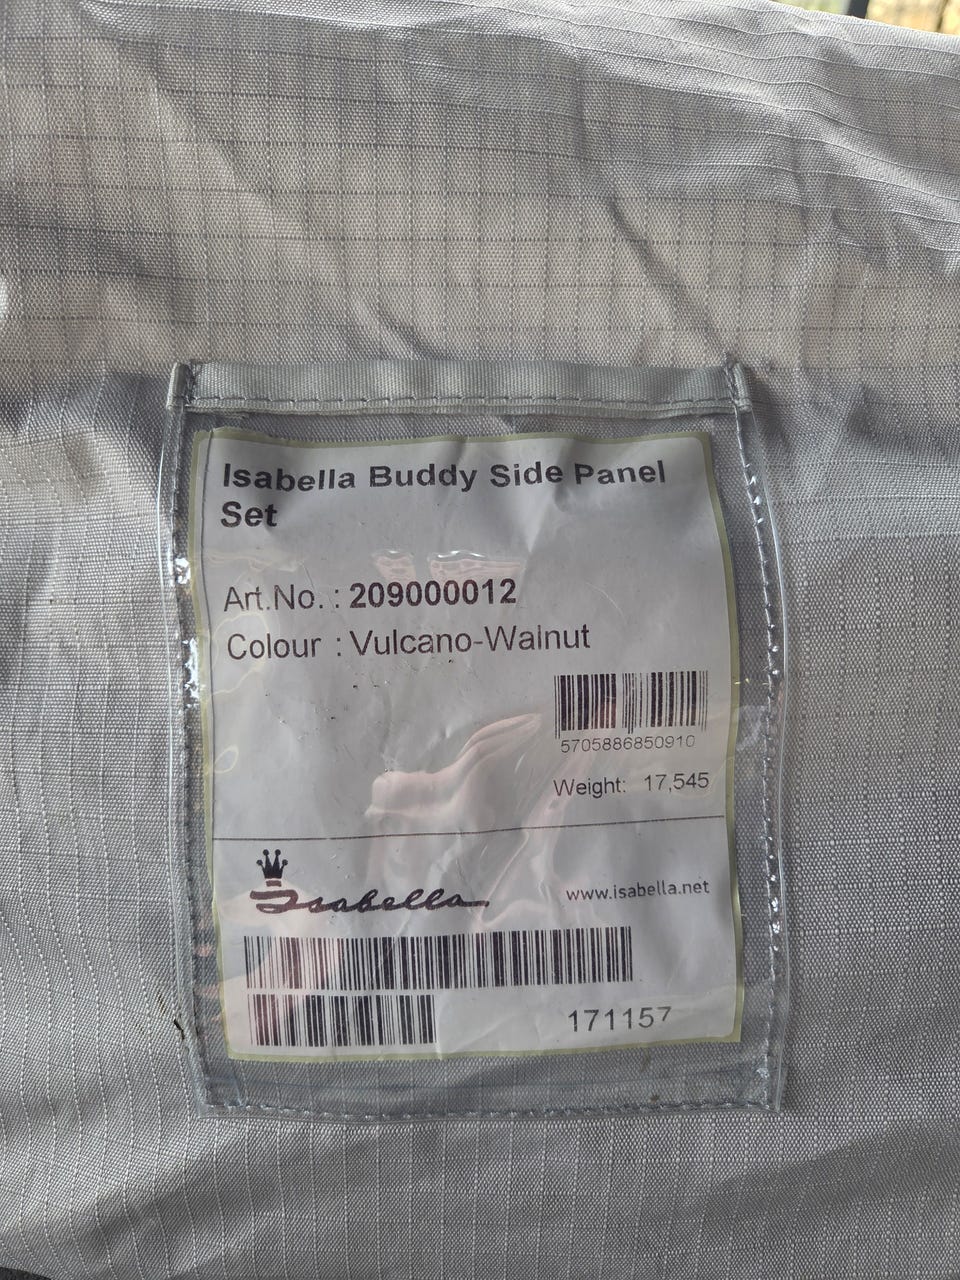 Isabella Buddy Side Panel
Set
Art.No. : 209000012
Colour : Vulcano-Walnut
5705886850910
Weight: 17,545
Isabella
www.isabella.net
171157